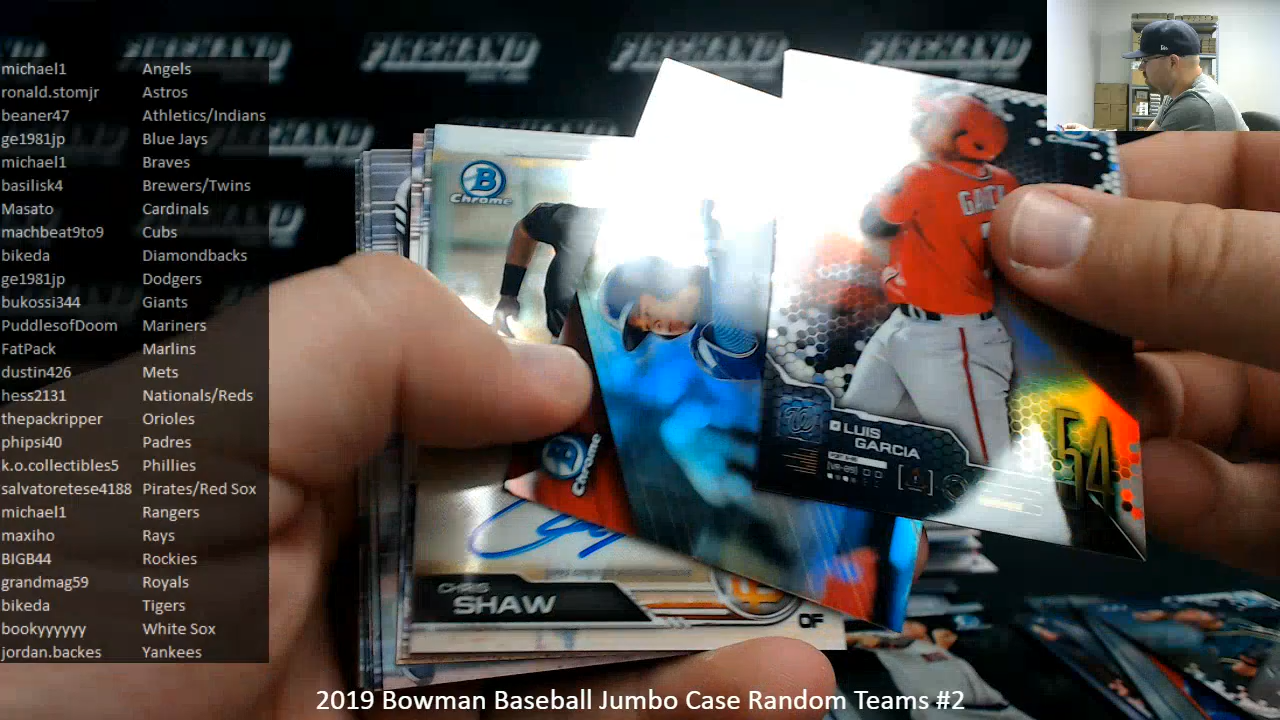 michael1 Angels
ronald.stomjr Astros
beaner47 Athletics/Indians
ge1981jp Blue Jays
michael1 Braves
basilisk4 Brewers/Twins
Masato Cardinals
machbeat9to9 Cubs
bikeda Diamondbacks
ge1981jp Dodgers
bukossi344 Giants
PuddlesofDoom Mariners
FatPack Marlins
dustin426 Mets
hess2131 Nationals/Reds
thepackripper Orioles
phipsi40 Padres
k.o.collectibles5 Phillies
salvatoretese4188 Pirates/Red Sox
michael1 Rangers
maxiho Rays
BIGB44 Rockies
grandmag59 Royals
bikeda Tigers
bookyyyyyy White Sox
jordan.backes Yankees
B
Chrome
CHRIS
SHAW
OF
Chrome
LUIS
GARCIA
54
2019 Bowman Baseball Jumbo Case Random Teams #2